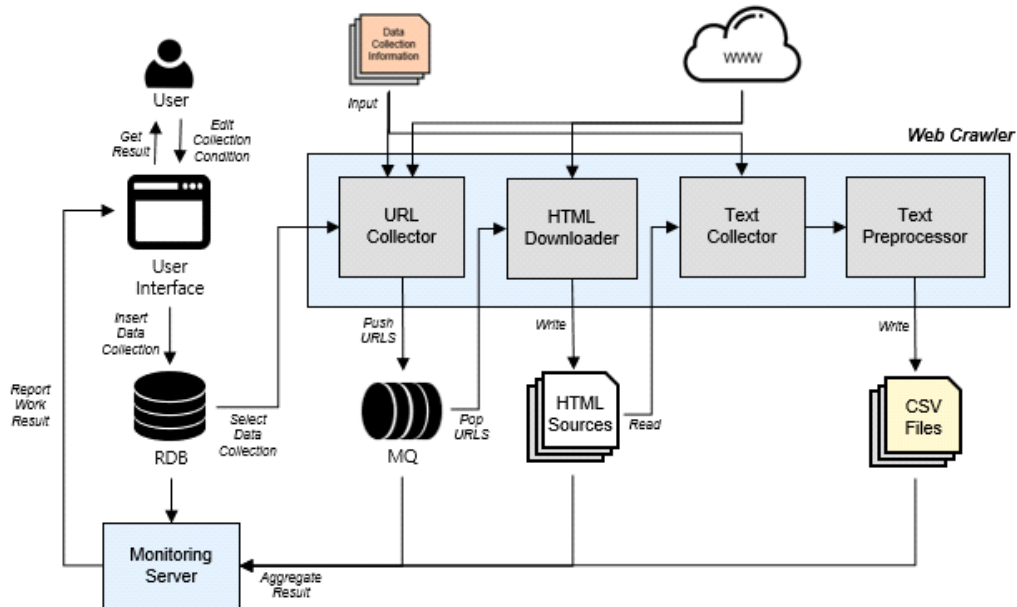 Data
Collection
Information
WWW
User
Input
Get
Result
Edit
Collection
Condition
Web Crawler
URL
Collector
HTML
Downloader
Text
Collector
Text
Preprocessor
User
Interface
Insert
Data
Collection
Push
URLS
Write
Write
Report
Work
Result
Select
Data
Collection
Pop
URLS
HTML
Sources
Read
CSV
Files
RDB
MQ
Monitoring
Server
Aggregate
Result